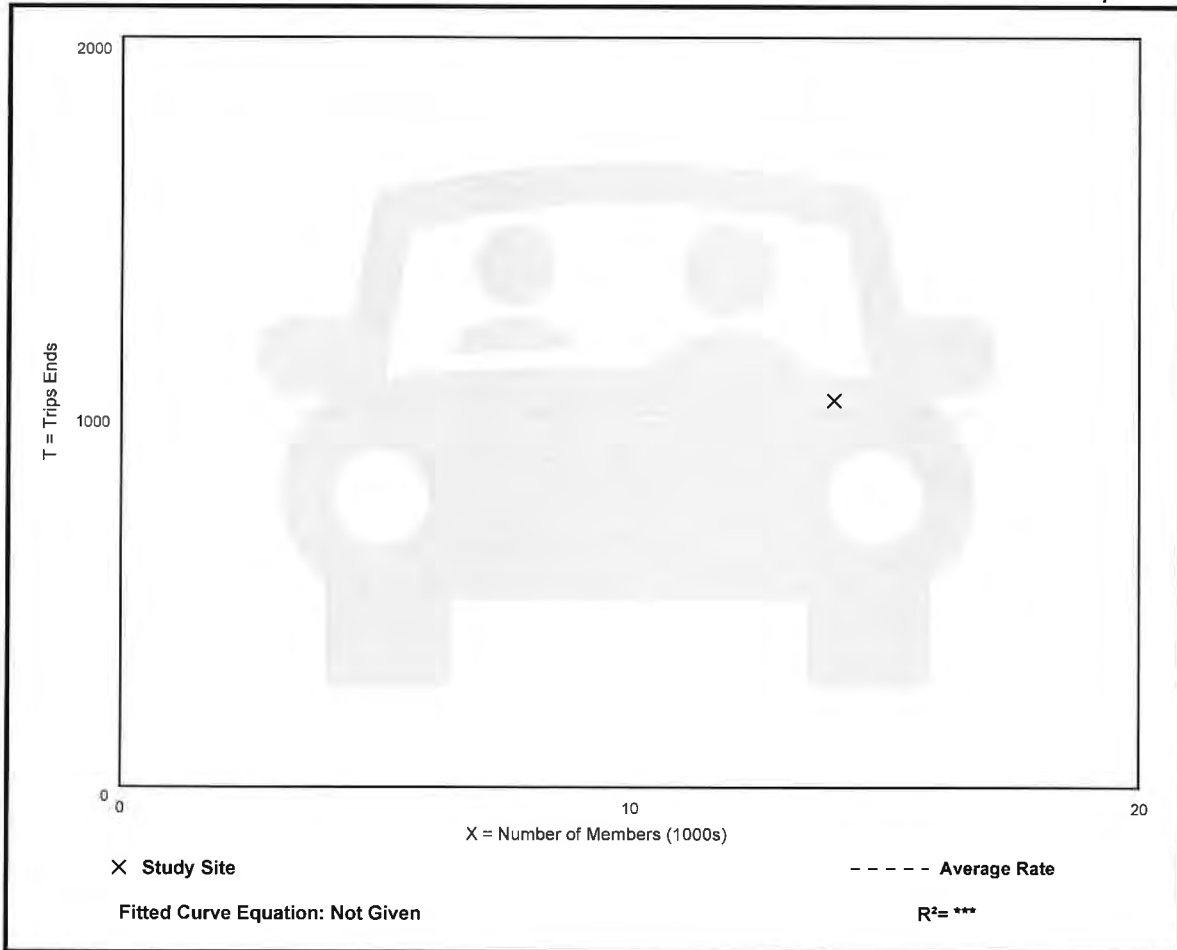 2000
T = Trips Ends
1000
0
0
10
20
X = Number of Members (1000s)
× Study Site
- - - - - Average Rate
Fitted Curve Equation: Not Given
R²= ***